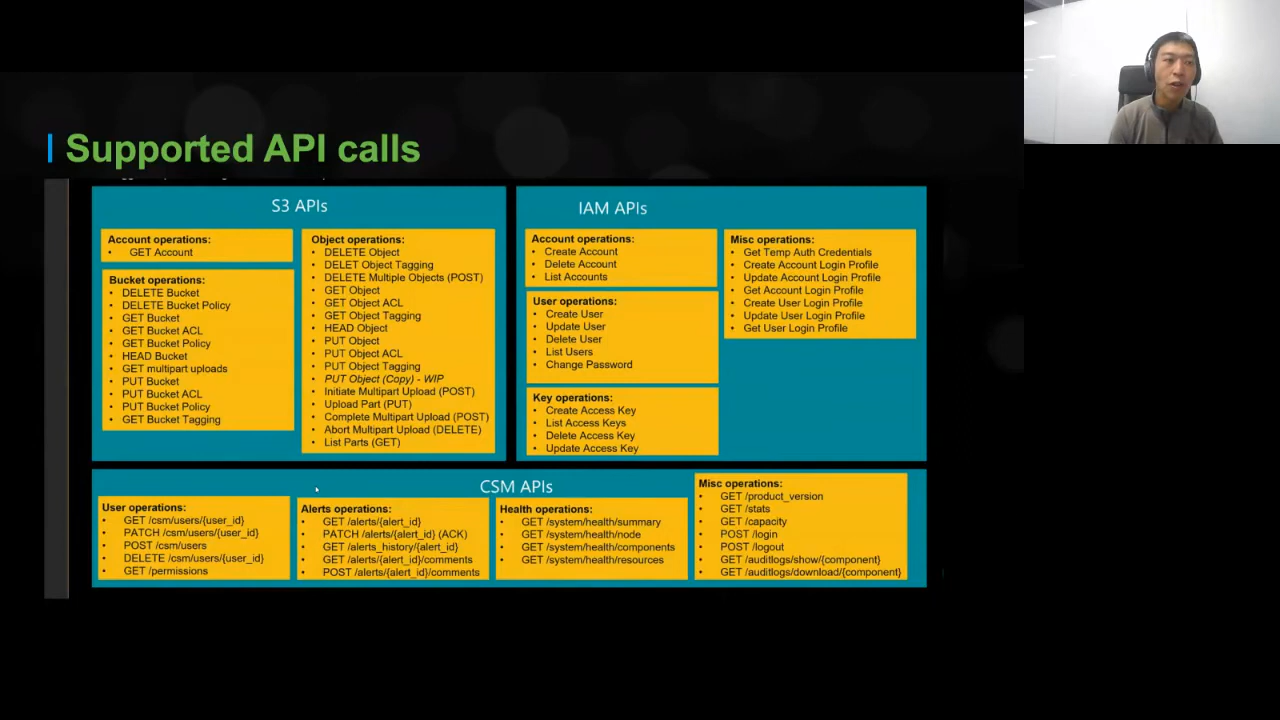 Supported API calls
S3 APIs
Account operations:
• GET Account
Bucket operations:
• DELETE Bucket
• DELETE Bucket Policy
• GET Bucket
• GET Bucket ACL
• GET Bucket Policy
• HEAD Bucket
• GET multipart uploads
• PUT Bucket
• PUT Bucket ACL
• PUT Bucket Policy
• GET Bucket Tagging
Object operations:
• DELETE Object
• DELET Object Tagging
• DELETE Multiple Objects (POST)
• GET Object
• GET Object ACL
• GET Object Tagging
• HEAD Object
• PUT Object
• PUT Object ACL
• PUT Object Tagging
• PUT Object (Copy) - WIP
• Initiate Multipart Upload (POST)
• Upload Part (PUT)
• Complete Multipart Upload (POST)
• Abort Multipart Upload (DELETE)
• List Parts (GET)
IAM APIs
Account operations:
• Create Account
• Delete Account
• List Accounts
User operations:
• Create User
• Update User
• Delete User
• List Users
• Change Password
Key operations:
• Create Access Key
• List Access Keys
• Delete Access Key
• Update Access Key
Misc operations:
• Get Temp Auth Credentials
• Create Account Login Profile
• Update Account Login Profile
• Get Account Login Profile
• Create User Login Profile
• Update User Login Profile
• Get User Login Profile
CSM APIs
User operations:
• GET /csm/users/{user_id}
• PATCH /csm/users/{user_id}
• POST /csm/users
• DELETE /csm/users/{user_id}
• GET /permissions
Alerts operations:
• GET /alerts/{alert_id}
• PATCH /alerts/{alert_id} (ACK)
• GET /alerts_history/{alert_id}
• GET /alerts/{alert_id}/comments
• POST /alerts/{alert_id}/comments
Health operations:
• GET /system/health/summary
• GET /system/health/node
• GET /system/health/components
• GET /system/health/resources
Misc operations:
• GET /product_version
• GET /stats
• GET /capacity
• POST /login
• POST /logout
• GET /auditlogs/show/{component}
• GET /auditlogs/download/{component}